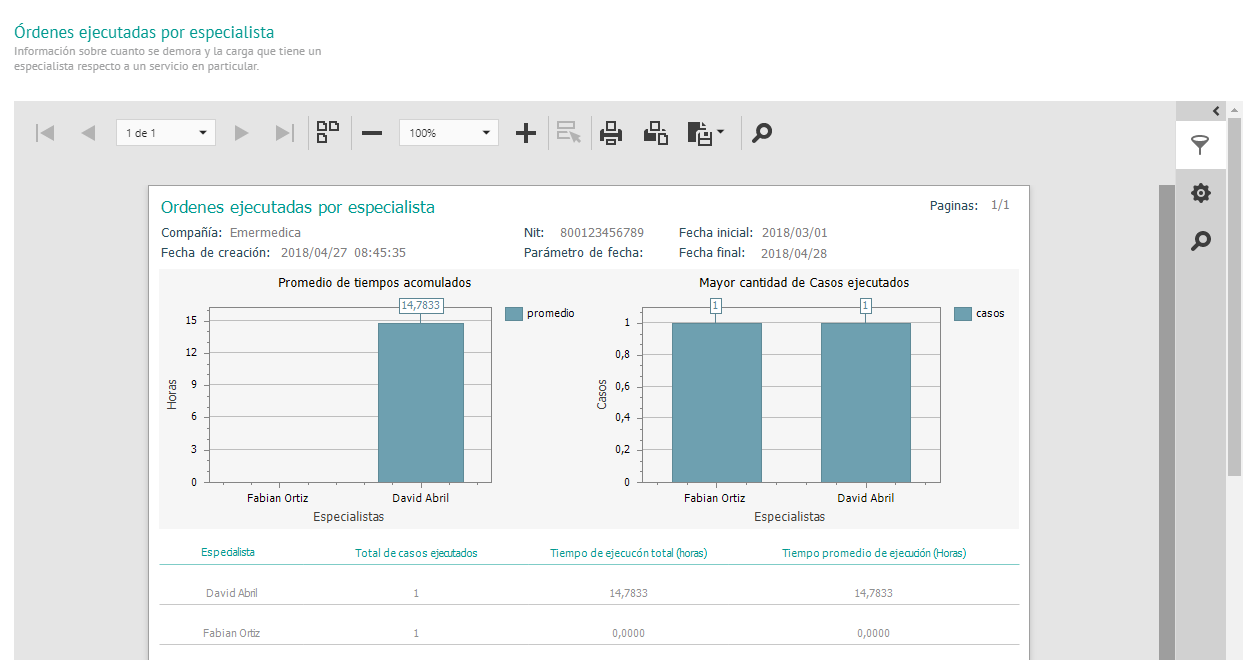 Órdenes ejecutadas por especialista
Información sobre cuanto se demora y la carga que tiene un
especialista respecto a un servicio en particular.
1 de 1
100%
Ordenes ejecutadas por especialista
Paginas: 1/1
Compañía: Emermedica
Nit: 800123456789
Fecha inicial: 2018/03/01
Fecha de creación: 2018/04/27 08:45:35
Parámetro de fecha:
Fecha final: 2018/04/28
Promedio de tiempos acumulados
14,7833
promedio
15
12
9
6
3
0
Horas
Fabian Ortiz
David Abril
Especialistas
Mayor cantidad de Casos ejecutados
1
1
casos
1
0,8
0,6
0,4
0,2
0
Casos
Fabian Ortiz
David Abril
Especialistas
Especialista Total de casos ejecutados Tiempo de ejecucón total (horas) Tiempo promedio de ejecución (Horas)
David Abril 1 14,7833 14,7833
Fabian Ortiz 1 0,0000 0,0000